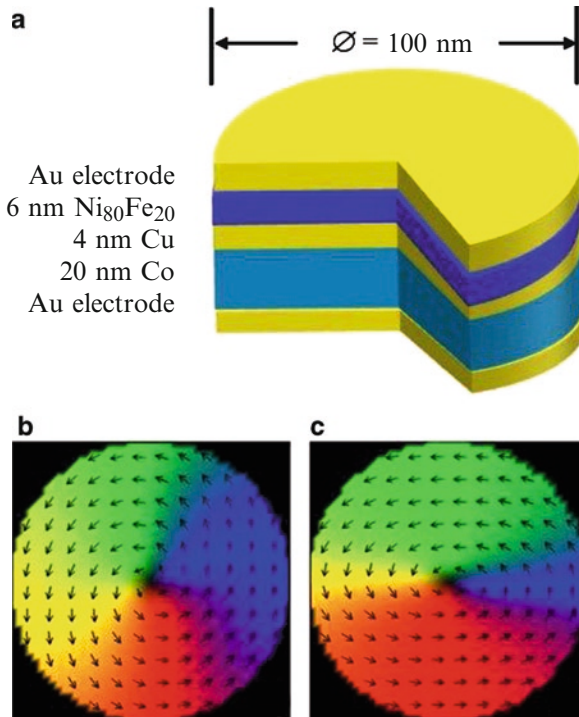 a
Ø = 100 nm
Au electrode
6 nm Ni₈₀Fe₂₀
4 nm Cu
20 nm Co
Au electrode
b
c